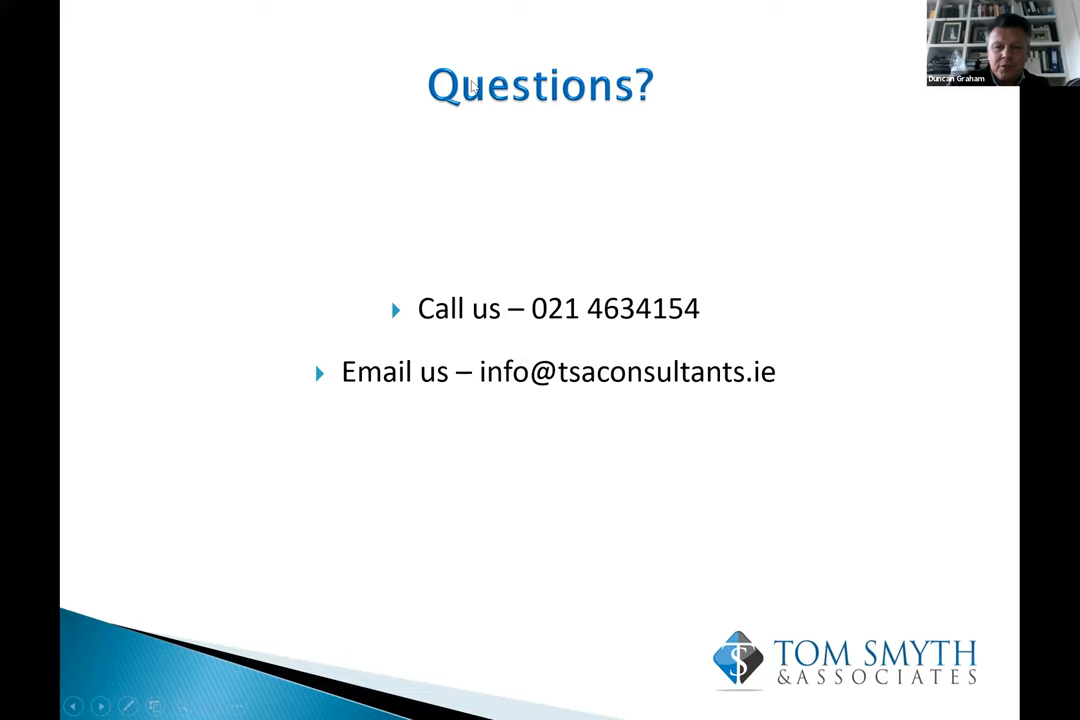 Questions?
Duncan Graham
Call us – 021 4634154
Email us – info@tsaconsultants.ie
TOM SMYTH
& ASSOCIATES